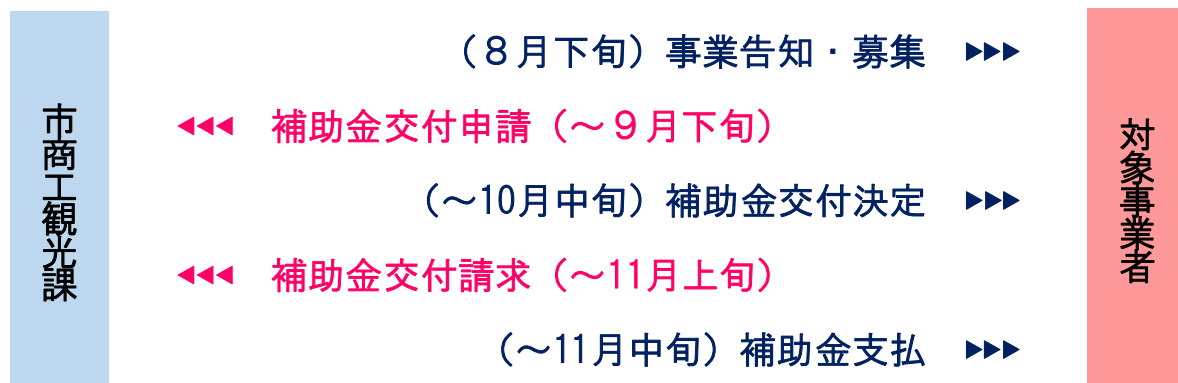 市商工観光課
（８月下旬）事業告知・募集 ▶▶▶
◀◀◀ 補助金交付申請（～９月下旬）
（～10月中旬）補助金交付決定 ▶▶▶
◀◀◀ 補助金交付請求（～11月上旬）
（～11月中旬）補助金支払 ▶▶▶
対象事業者